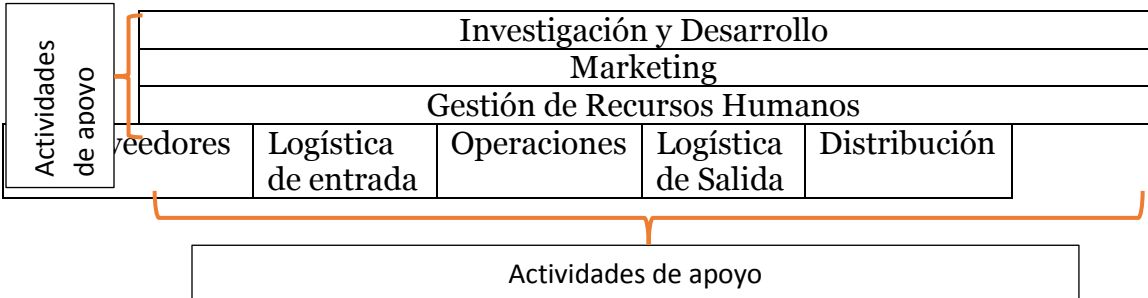 Investigación y Desarrollo
Marketing
Gestión de Recursos Humanos
Actividades
de apoyo
veedores
Logística
de entrada
Operaciones
Logística
de Salida
Distribución
Actividades de apoyo